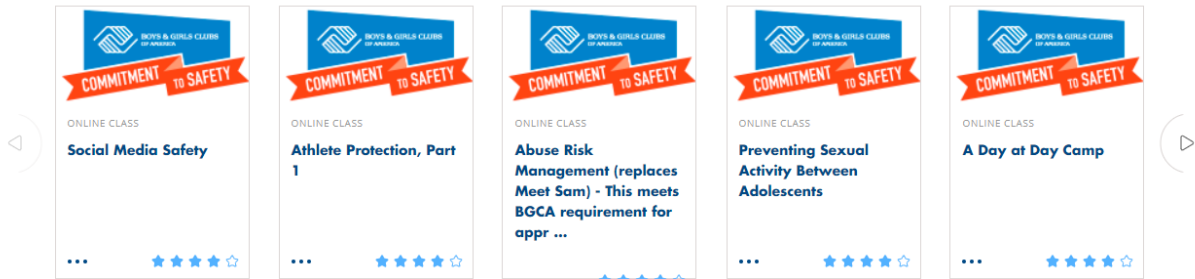 BOYS & GIRLS CLUBS
OF AMERICA
COMMITMENT TO SAFETY
ONLINE CLASS
Social Media Safety
BOYS & GIRLS CLUBS
OF AMERICA
COMMITMENT TO SAFETY
ONLINE CLASS
Athlete Protection, Part
1
BOYS & GIRLS CLUBS
OF AMERICA
COMMITMENT TO SAFETY
ONLINE CLASS
Abuse Risk
Management (replaces
Meet Sam) - This meets
BGCA requirement for
appr ...
BOYS & GIRLS CLUBS
OF AMERICA
COMMITMENT TO SAFETY
ONLINE CLASS
Preventing Sexual
Activity Between
Adolescents
BOYS & GIRLS CLUBS
OF AMERICA
COMMITMENT TO SAFETY
ONLINE CLASS
A Day at Day Camp